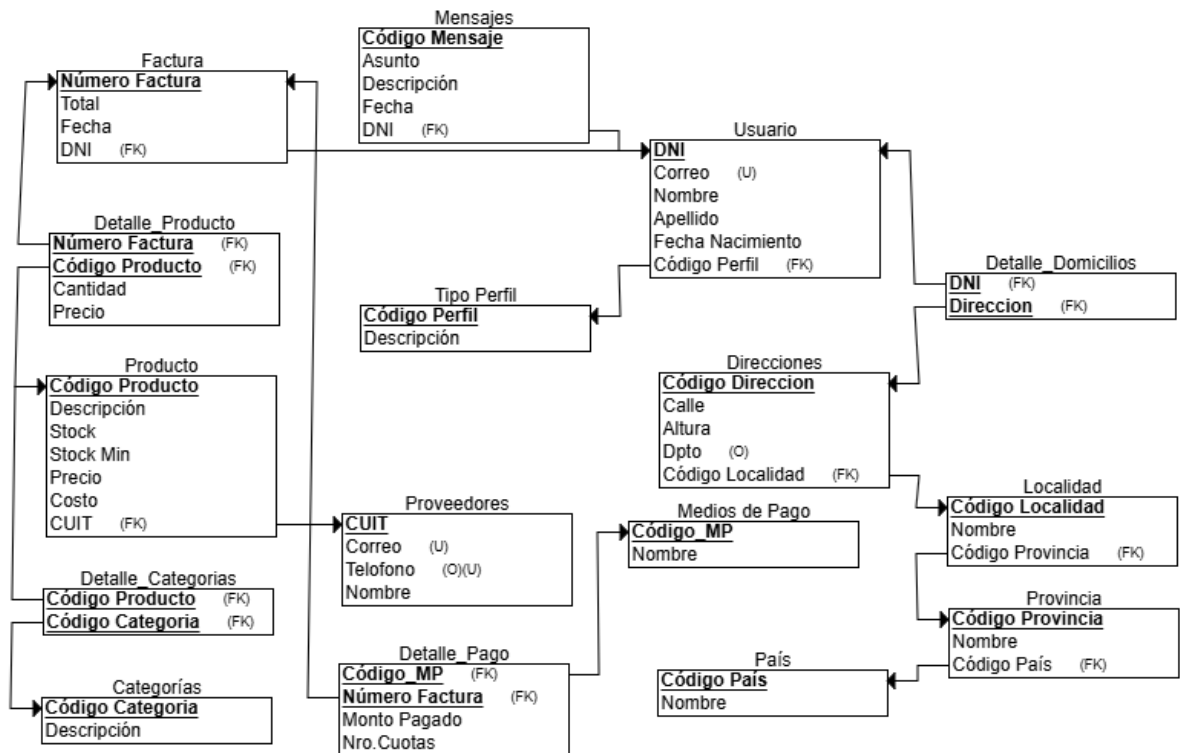 Mensajes
Código Mensaje
Asunto
Descripción
Fecha
DNI (FK)
Factura
Número Factura
Total
Fecha
DNI (FK)
Usuario
DNI
Correo (U)
Nombre
Apellido
Fecha Nacimiento
Código Perfil (FK)
Detalle_Producto
Número Factura (FK)
Código Producto (FK)
Cantidad
Precio
Detalle_Domicilios
DNI (FK)
Direccion (FK)
Tipo Perfil
Código Perfil
Descripción
Producto
Código Producto
Descripción
Stock
Stock Min
Precio
Costo
CUIT (FK)
Direcciones
Código Direccion
Calle
Altura
Dpto (O)
Código Localidad (FK)
Proveedores
CUIT
Correo (U)
Telofono (O)(U)
Nombre
Medios de Pago
Código_MP
Nombre
Localidad
Código Localidad
Nombre
Código Provincia (FK)
Detalle_Categorias
Código Producto (FK)
Código Categoria (FK)
Provincia
Código Provincia
Nombre
Código País (FK)
Detalle_Pago
Código_MP (FK)
Número Factura (FK)
Monto Pagado
Nro.Cuotas
País
Código País
Nombre
Categorías
Código Categoria
Descripción